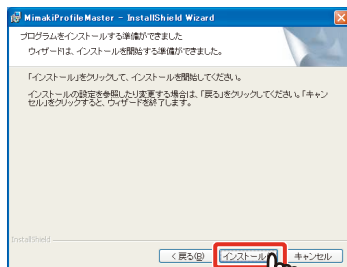 MimakiProfileMaster - InstallShield Wizard
プログラムをインストールする準備ができました
ウィザードは、インストールを開始する準備ができました。
「インストール」をクリックして、インストールを開始してください。
インストールの設定を参照したり変更する場合は、「戻る」をクリックしてください。「キャン
セル」をクリックすると、ウィザードを終了します。
InstallShield
< 戻る(B) インストール キャンセル